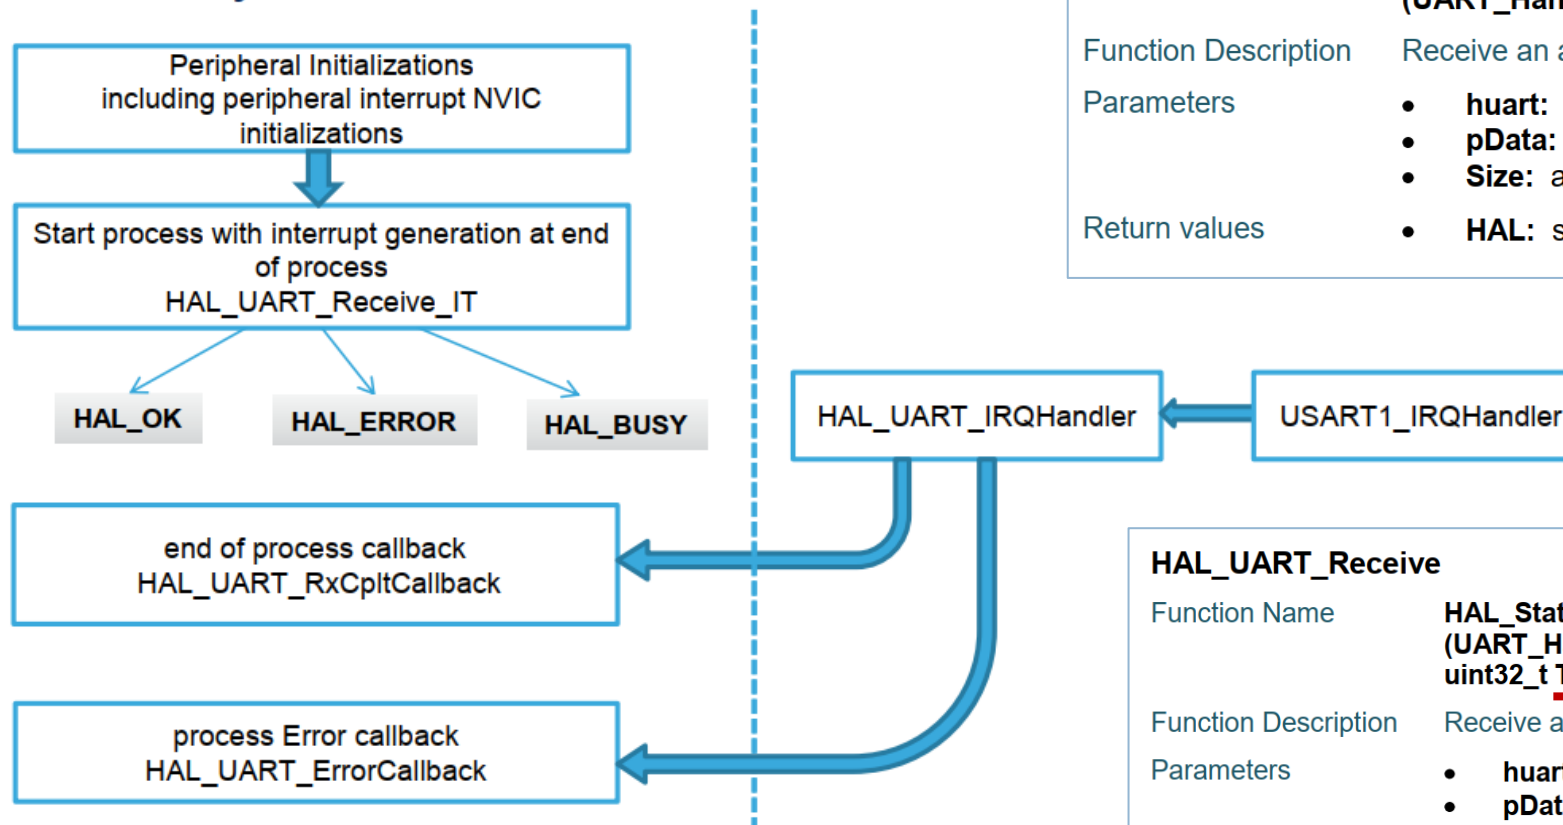 Peripheral Initializations
including peripheral interrupt NVIC
initializations
Start process with interrupt generation at end
of process
HAL_UART_Receive_IT
HAL_OK
HAL_ERROR
HAL_BUSY
end of process callback
HAL_UART_RxCpltCallback
process Error callback
HAL_UART_ErrorCallback
HAL_UART_IRQHandler
USART1_IRQHandler
Function Description Receive an
Parameters • huart:
• pData:
• Size:
Return values • HAL:
HAL_UART_Receive
Function Name
uint32_t
Function Description Receive
Parameters